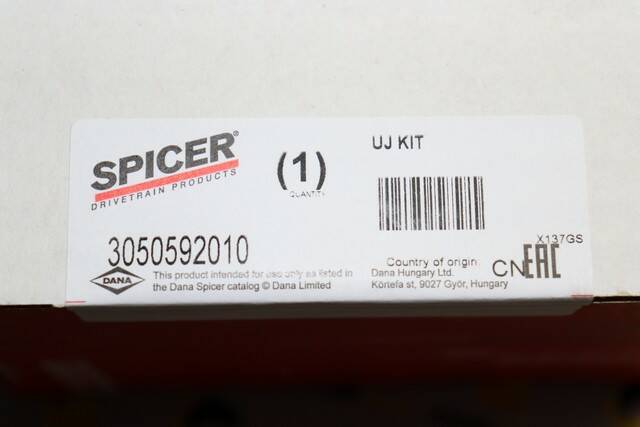 SPICER®
DRIVETRAIN PRODUCTS
(1)
QUANTITY
UJ KIT
3050592010
X137GS
DANA
This product intended for use only as listed in
the Dana Spicer catalog © Dana Limited
Country of origin: CN
Dana Hungary Ltd.
Körtefa st, 9027 Győr, Hungary
EAC